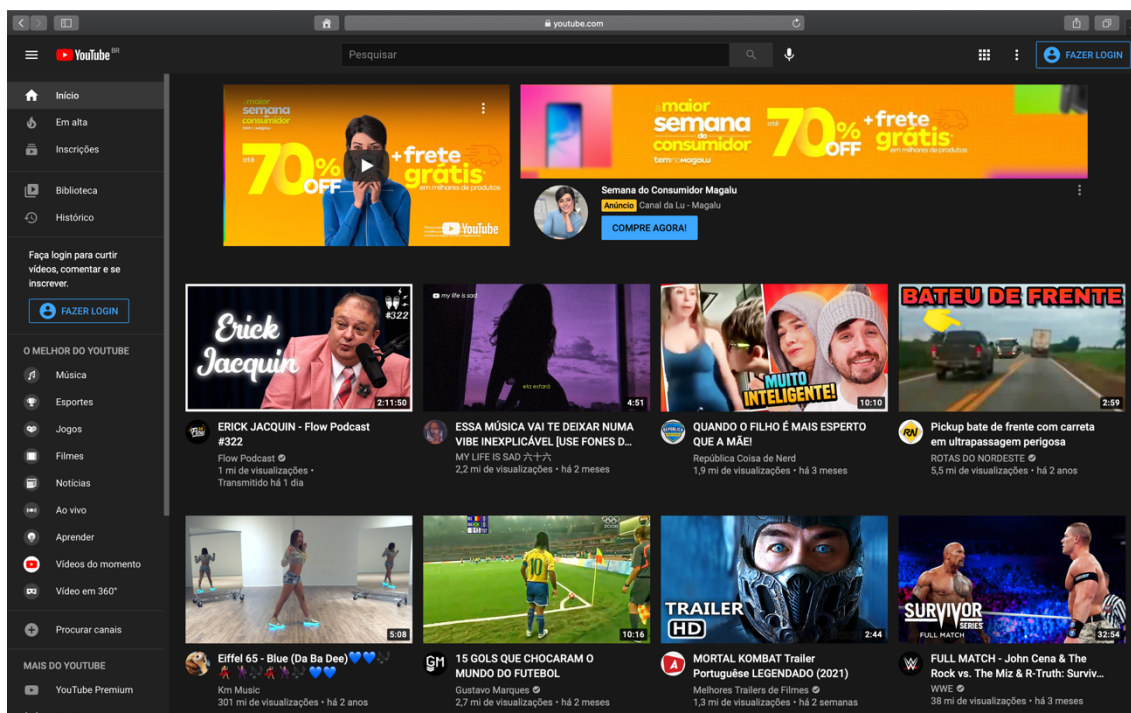 youtube.com
YouTube BR
Pesquisar
FAZER LOGIN
Início
Em alta
Inscrições
Biblioteca
Histórico
Faça login para curtir
vídeos, comentar e se
inscrever.
FAZER LOGIN
O MELHOR DO YOUTUBE
Música
Esportes
Jogos
Filmes
Notícias
Ao vivo
Aprender
Vídeos do momento
Vídeo em 360°
Procurar canais
MAIS DO YOUTUBE
YouTube Premium
a maior
semana
do
consumidor
temnomagalu
até 70% OFF
+frete
grátis
em milhares de produtos
YouTube
a maior
semana
do
consumidor
temnomagalu
até 70% OFF
+frete
grátis
em milhares de produtos
Semana do Consumidor Magalu
Anúncio Canal da Lu - Magalu
COMPRE AGORA!
Erick
Jacquin
#322
2:11:50
ERICK JACQUIN - Flow Podcast
#322
Flow Podcast
1 mi de visualizações •
Transmitido há 1 dia
my life is sad
ela estará
4:51
ESSA MÚSICA VAI TE DEIXAR NUMA
VIBE INEXPLICÁVEL [USE FONES D...
MY LIFE IS SAD 六十六
2,2 mi de visualizações • há 2 meses
MUITO
INTELIGENTE!
10:10
QUANDO O FILHO É MAIS ESPERTO
QUE A MÃE!
República Coisa de Nerd
1,9 mi de visualizações • há 3 meses
BATEU DE FRENTE
2:59
RN
Pickup bate de frente com carreta
em ultrapassagem perigosa
ROTAS DO NORDESTE
5,5 mi de visualizações • há 2 anos
5:08
Eiffel 65 - Blue (Da Ba Dee)
Km Music
301 mi de visualizações • há 2 anos
10
10:16
GM
15 GOLS QUE CHOCARAM O
MUNDO DO FUTEBOL
Gustavo Marques
2,7 mi de visualizações • há 2 meses
TRAILER
HD
2:44
MORTAL KOMBAT Trailer
Portuguêse LEGENDADO (2021)
Melhores Trailers de Filmes
1,3 mi de visualizações • há 2 semanas
SURVIVOR
SERIES
FULL MATCH
32:54
FULL MATCH - John Cena & The
Rock vs. The Miz & R-Truth: Surviv...
WWE
38 mi de visualizações • há 3 meses